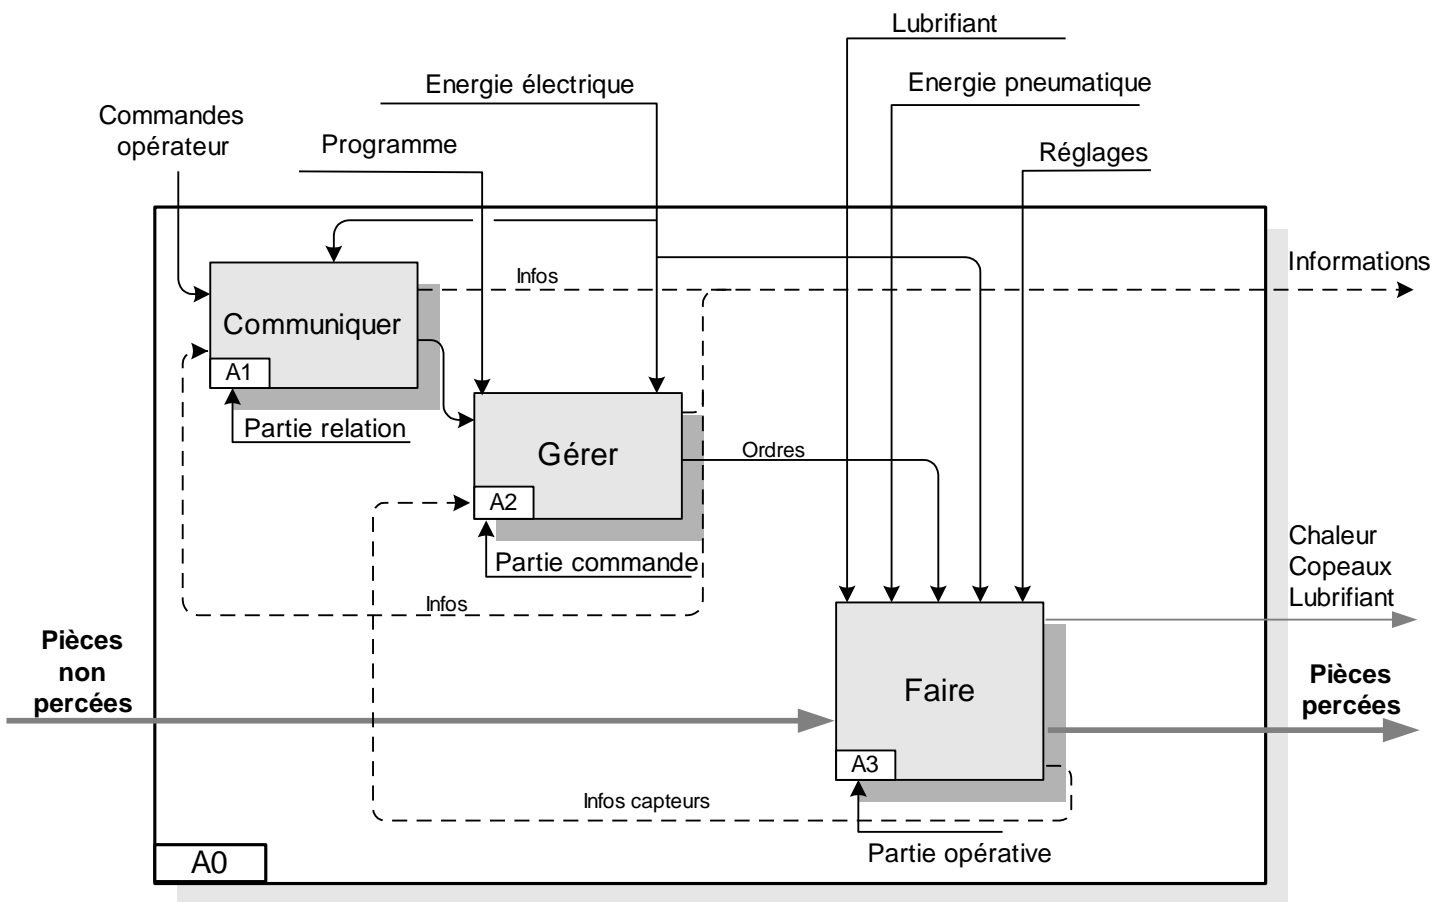 Lubrifiant
Energie électrique
Energie pneumatique
Commandes
opérateur
Programme
Réglages
Infos
Informations
Communiquer
A1
Partie relation
Gérer
Ordres
A2
Partie commande
Chaleur
Copeaux
Lubrifiant
Infos
Pièces
non
percées
Faire
Pièces
percées
A3
Infos capteurs
Partie opérative
A0